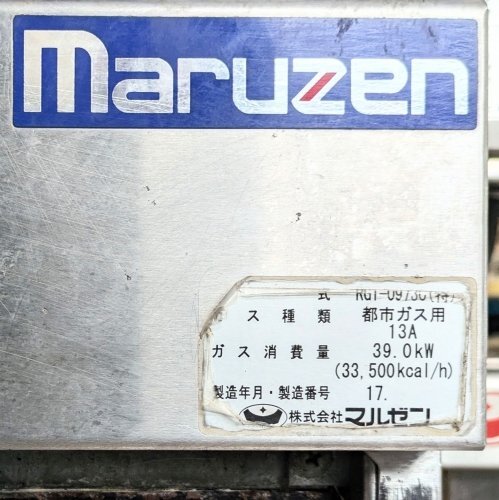 maruzen
式 RGT-0973C(特)
ガス種類 都市ガス用
13A
ガス消費量 39.0kW
(33,500kcal/h)
製造年月・製造番号 17.
株式会社マルゼン